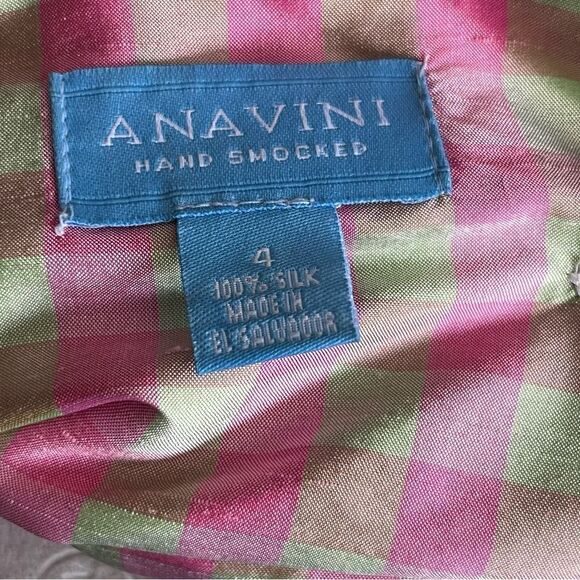 ANAVINI
HAND SMOCKED
4
100% SILK
MADE IN
EL SALVADOR